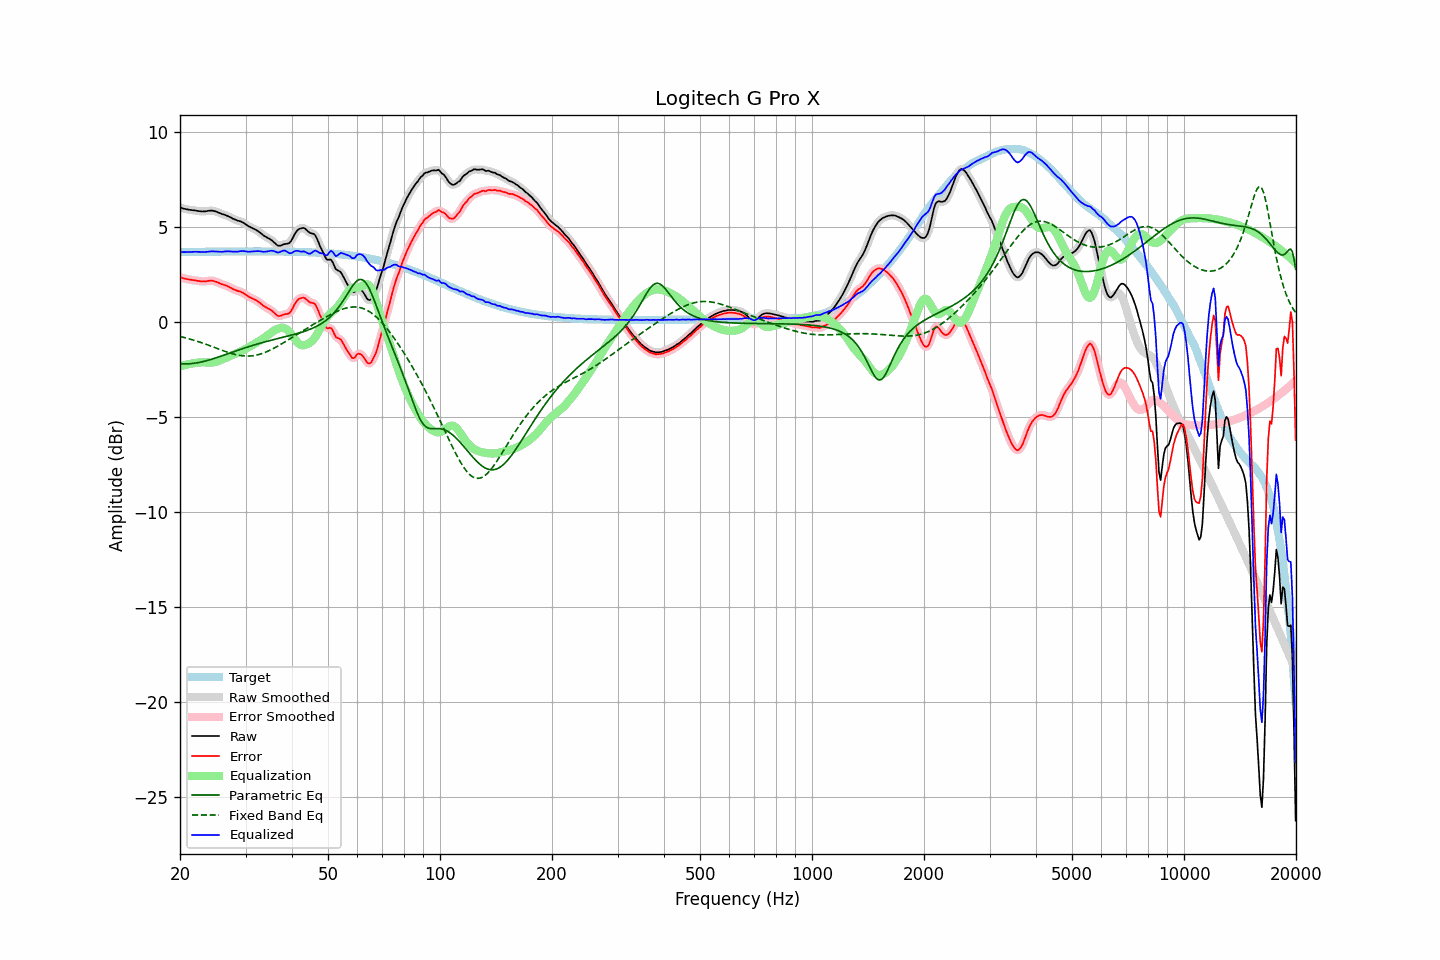 Logitech G Pro X
10
5
0
−5
−10
−15
−20
−25
Amplitude (dBr)
Target
Raw Smoothed
Error Smoothed
Raw
Error
Equalization
Parametric Eq
Fixed Band Eq
Equalized
20 50 100 200 500 1000 2000 5000 10000 20000
Frequency (Hz)